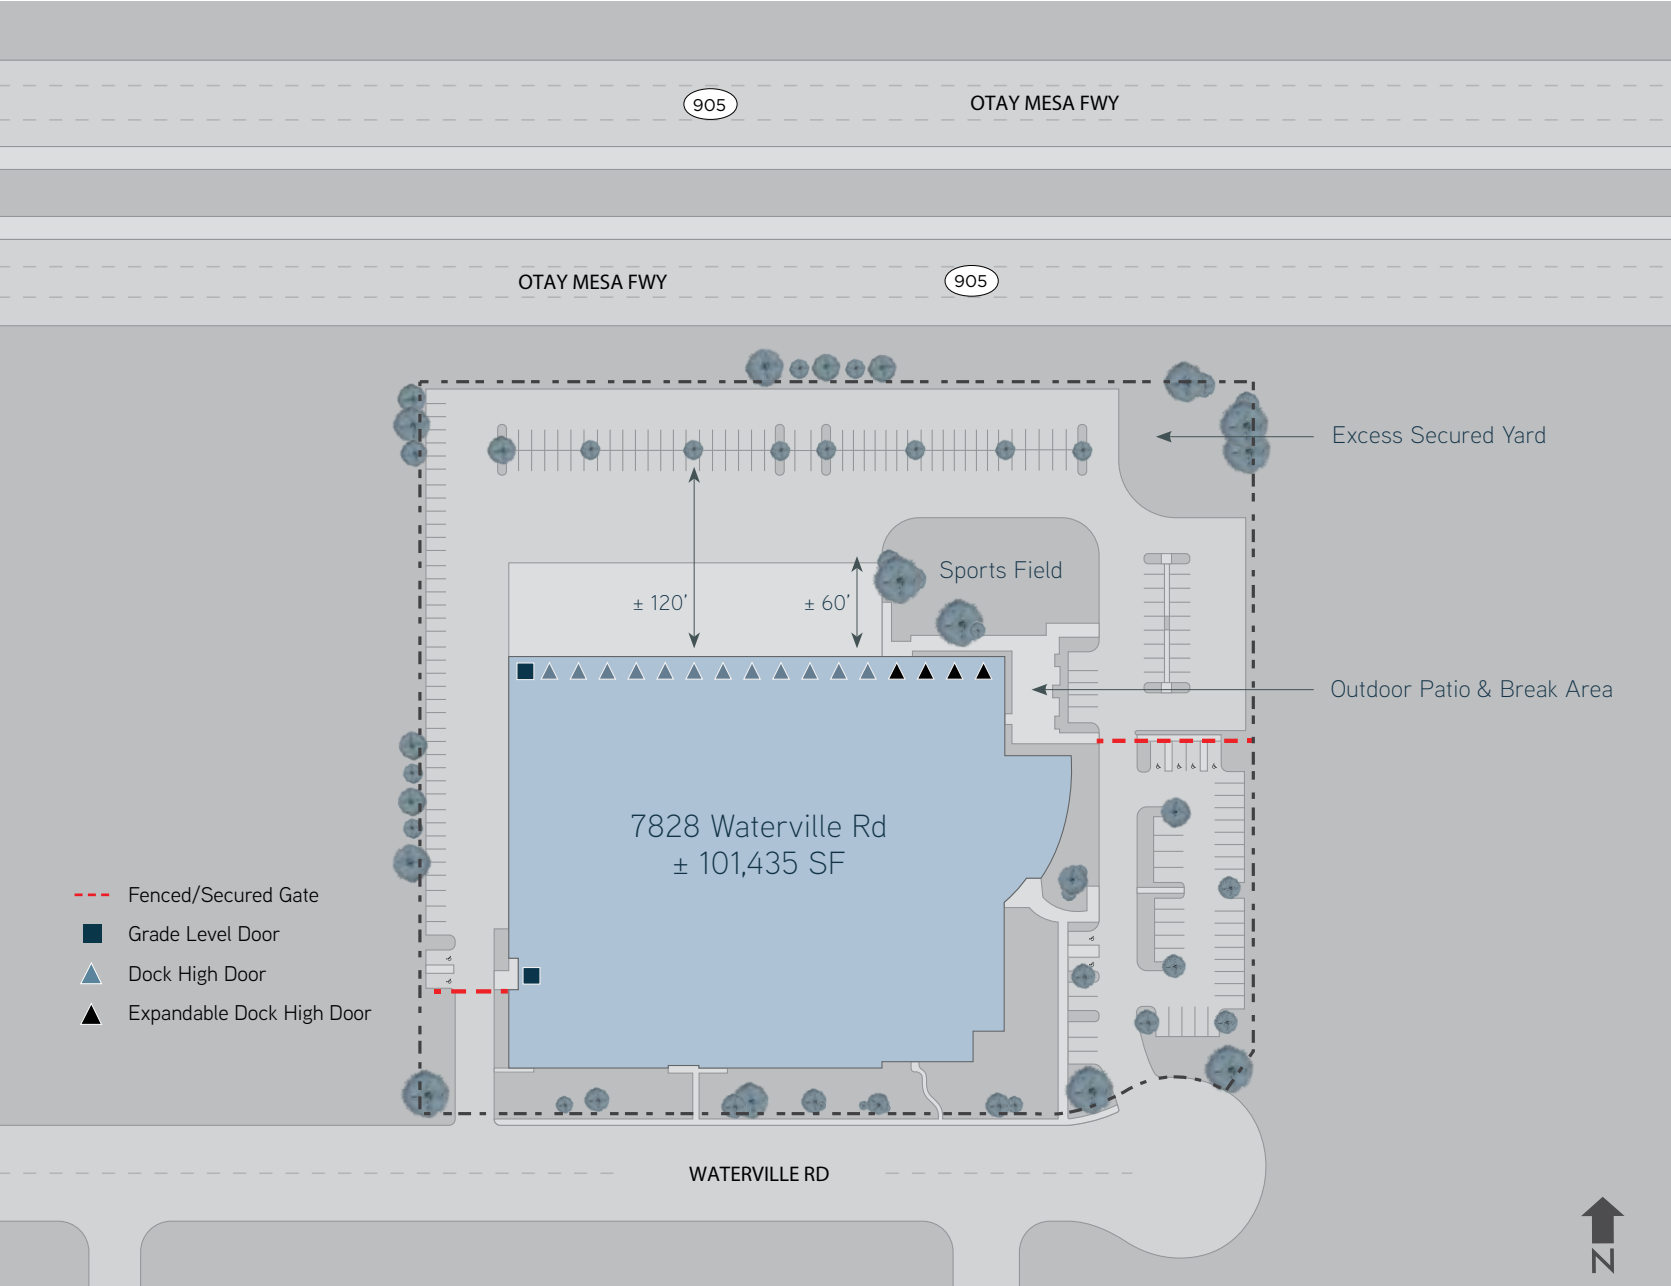 905
OTAY MESA FWY
OTAY MESA FWY
905
Excess Secured Yard
Sports Field
± 120’
± 60’
Outdoor Patio & Break Area
7828 Waterville Rd
± 101,435 SF
Fenced/Secured Gate
Grade Level Door
Dock High Door
Expandable Dock High Door
WATERVILLE RD
N